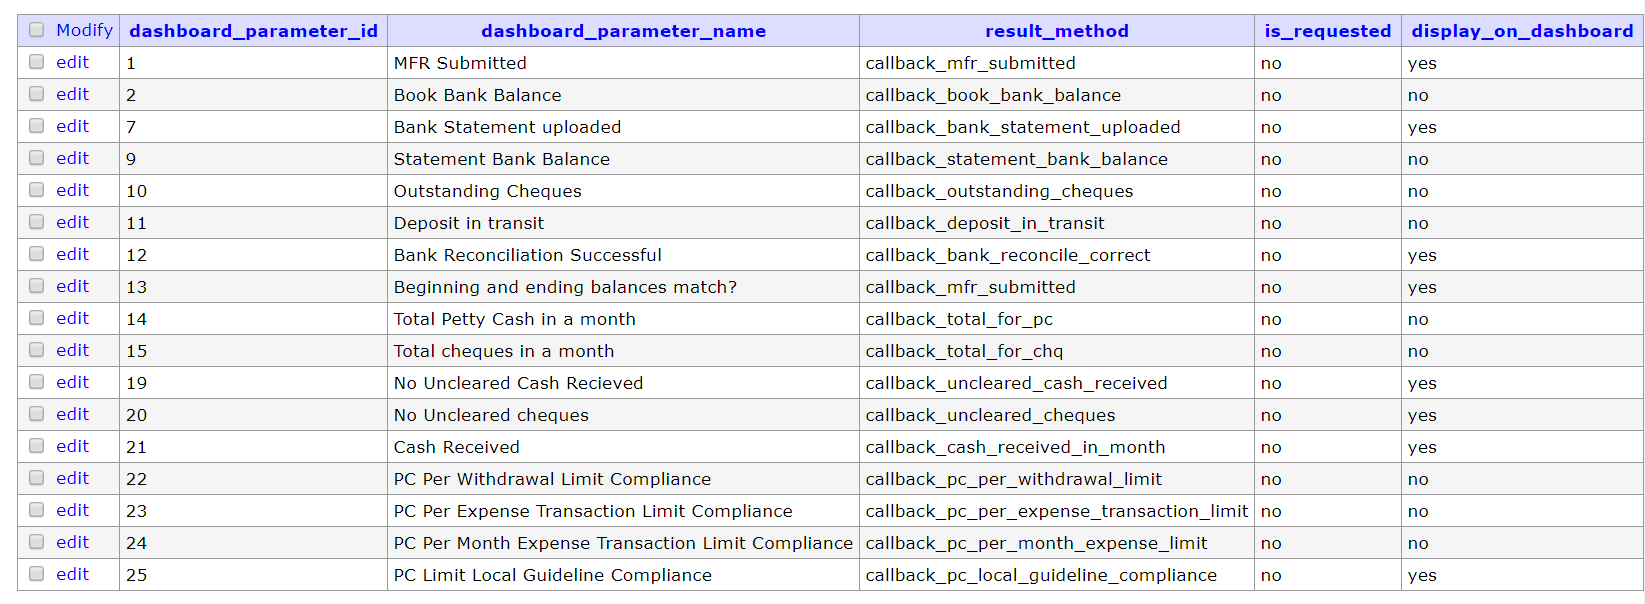 Modify dashboard_parameter_id dashboard_parameter_name result_method is_requested display_on_dashboard
edit 1 MFR Submitted callback_mfr_submitted no yes
edit 2 Book Bank Balance callback_book_bank_balance no no
edit 7 Bank Statement uploaded callback_bank_statement_uploaded no yes
edit 9 Statement Bank Balance callback_statement_bank_balance no no
edit 10 Outstanding Cheques callback_outstanding_cheques no no
edit 11 Deposit in transit callback_deposit_in_transit no no
edit 12 Bank Reconciliation Successful callback_bank_reconcile_correct no yes
edit 13 Beginning and ending balances match? callback_mfr_submitted no yes
edit 14 Total Petty Cash in a month callback_total_for_pc no no
edit 15 Total cheques in a month callback_total_for_chq no no
edit 19 No Uncleared Cash Recieved callback_uncleared_cash_received no yes
edit 20 No Uncleared cheques callback_uncleared_cheques no yes
edit 21 Cash Received callback_cash_received_in_month no yes
edit 22 PC Per Withdrawal Limit Compliance callback_pc_per_withdrawal_limit no no
edit 23 PC Per Expense Transaction Limit Compliance callback_pc_per_expense_transaction_limit no no
edit 24 PC Per Month Expense Transaction Limit Compliance callback_pc_per_month_expense_limit no no
edit 25 PC Limit Local Guideline Compliance callback_pc_local_guideline_compliance no yes